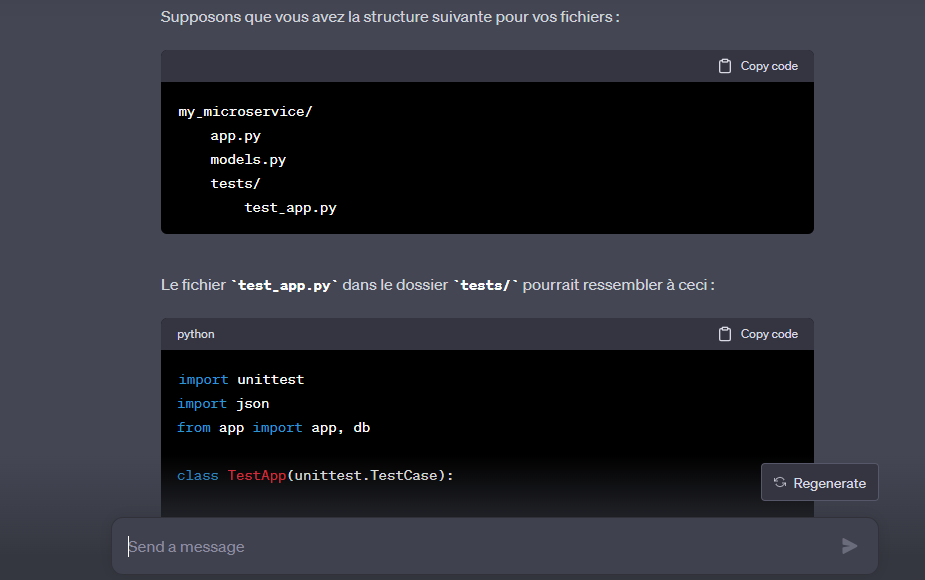 Supposons que vous avez la structure suivante pour vos fichiers :
Copy code
my_microservice/
    app.py
    models.py
    tests/
        test_app.py
Le fichier `test_app.py` dans le dossier `tests/` pourrait ressembler à ceci :
python Copy code
import unittest
import json
from app import app, db
class TestApp(unittest.TestCase):
Regenerate
Send a message